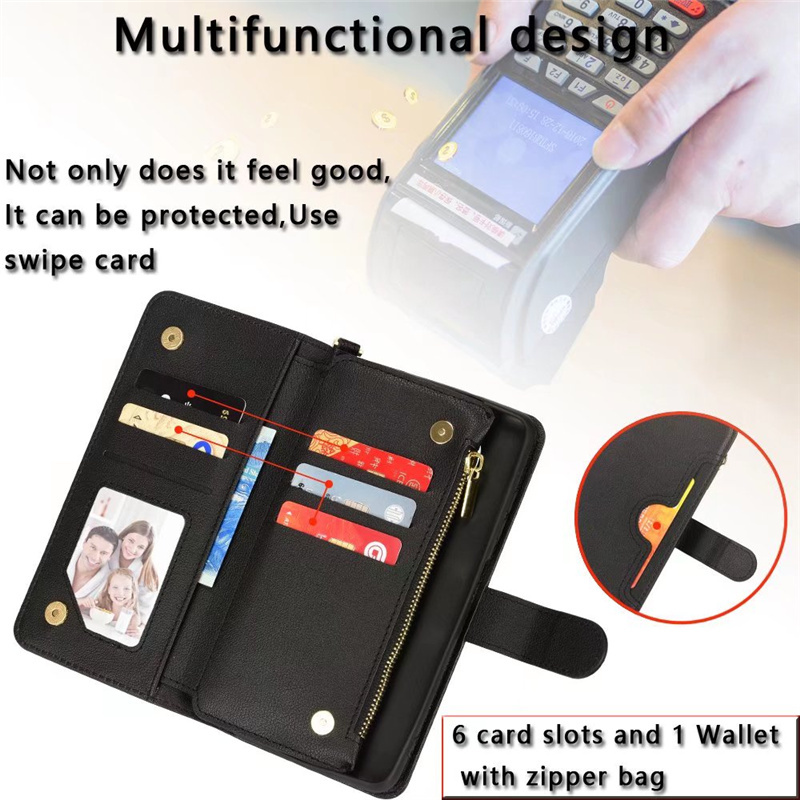 Multifunctional design
Not only does it feel good,
It can be protected,Use
swipe card
6 card slots and 1 Wallet
with zipper bag